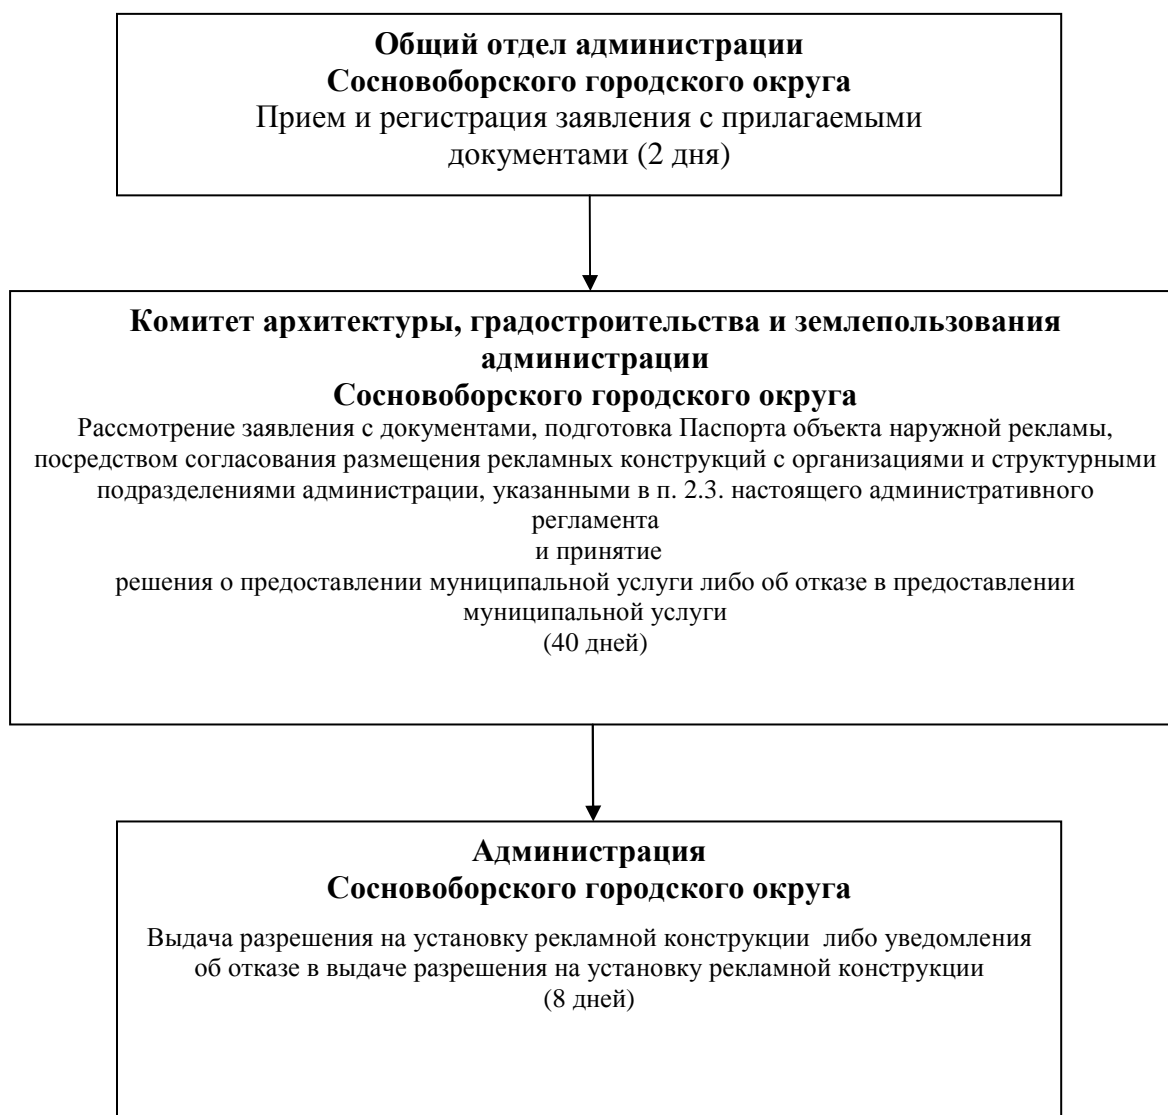 Общий отдел администрации
Сосновоборского городского округа
Прием и регистрация заявления с прилагаемыми
документами (2 дня)
Комитет архитектуры, градостроительства и землепользования
администрации
Сосновоборского городского округа
Рассмотрение заявления с документами, подготовка Паспорта объекта наружной рекламы,
посредством согласования размещения рекламных конструкций с организациями и структурными
подразделениями администрации, указанными в п. 2.3. настоящего административного
регламента
и принятие
решения о предоставлении муниципальной услуги либо об отказе в предоставлении
муниципальной услуги
(40 дней)
Администрация
Сосновоборского городского округа
Выдача разрешения на установку рекламной конструкции либо уведомления
об отказе в выдаче разрешения на установку рекламной конструкции
(8 дней)